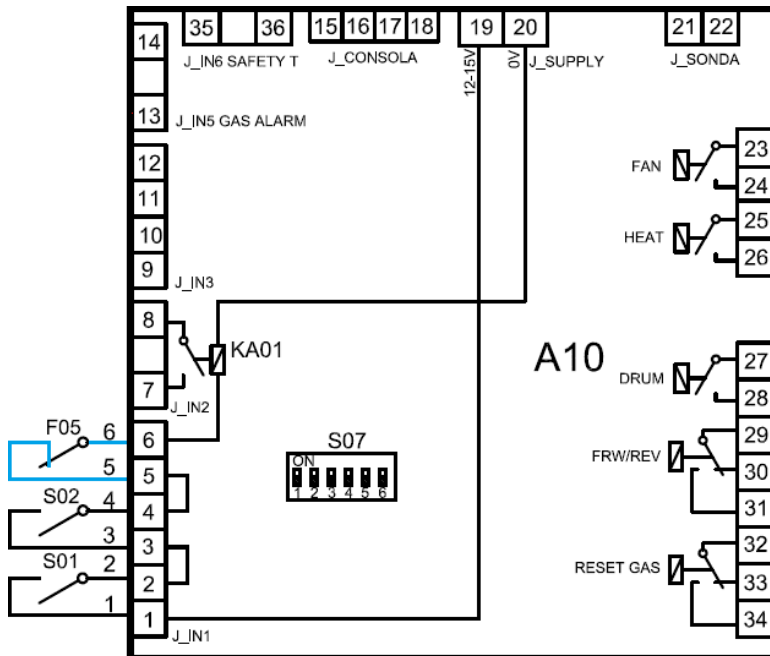 35 36 15 16 17 18 19 20 21 22
14
J_IN6 SAFETY T
J_CONSOLA
12-15V
0V
J_SUPPLY
J_SONDA
13
J_IN5 GAS ALARM
12
11
10
9
J_IN3
FAN
23
24
HEAT
25
26
8
KA01
7
J_IN2
A10
DRUM
27
28
F05
6
5
6
5
S02
4
3
4
3
S01
2
1
2
1
J_IN1
S07
ON
1 2 3 4 5 6
FRW/REV
29
30
31
RESET GAS
32
33
34